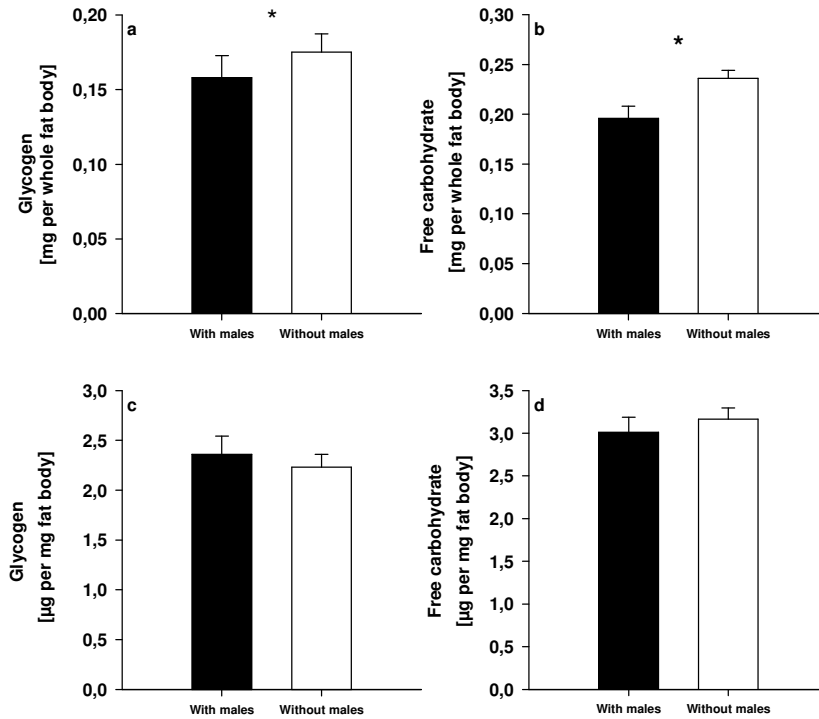 a
*
0,20
0,15
0,10
0,05
0,00
Glycogen
[mg per whole fat body]
With males
Without males
b
*
0,30
0,25
0,20
0,15
0,10
0,05
0,00
Free carbohydrate
[mg per whole fat body]
With males
Without males
c
3,0
2,5
2,0
1,5
1,0
0,5
0,0
Glycogen
[µg per mg fat body]
With males
Without males
d
3,5
3,0
2,5
2,0
1,5
1,0
0,5
0,0
Free carbohydrate
[µg per mg fat body]
With males
Without males